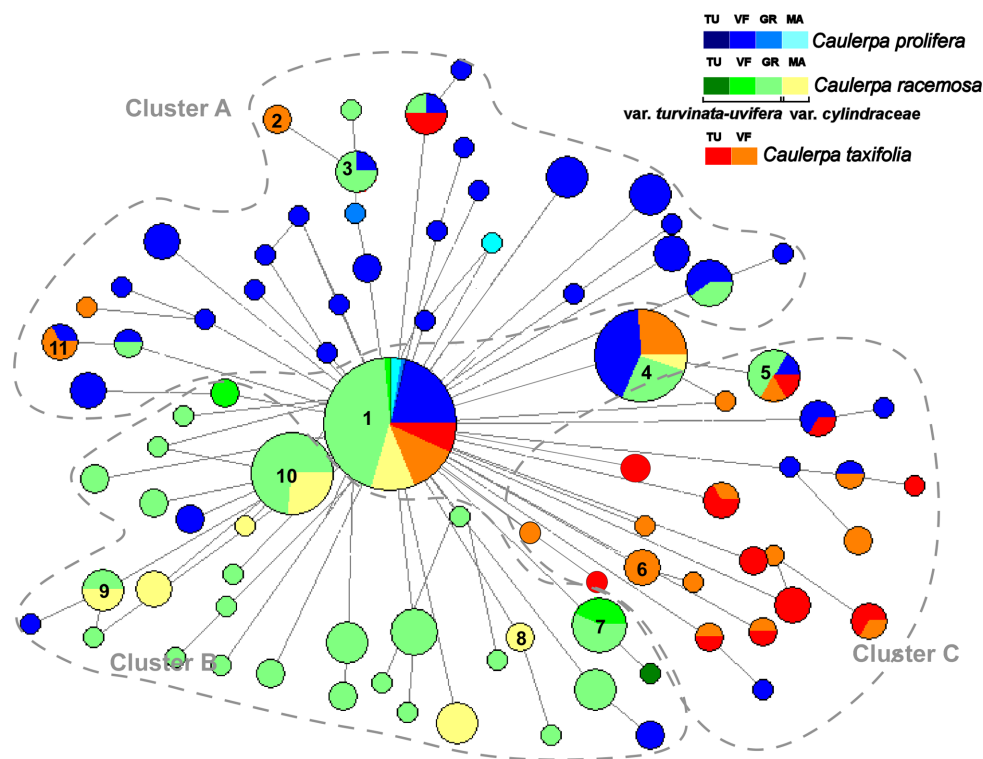 TU VF GR MA
Caulerpa prolifera
TU VF GR MA
Caulerpa racemosa
var. turvinata-uvifera var. cylindraceae
TU VF
Caulerpa taxifolia
Cluster A
2
3
11
1
4
5
10
9
6
7
8
Cluster B
Cluster C